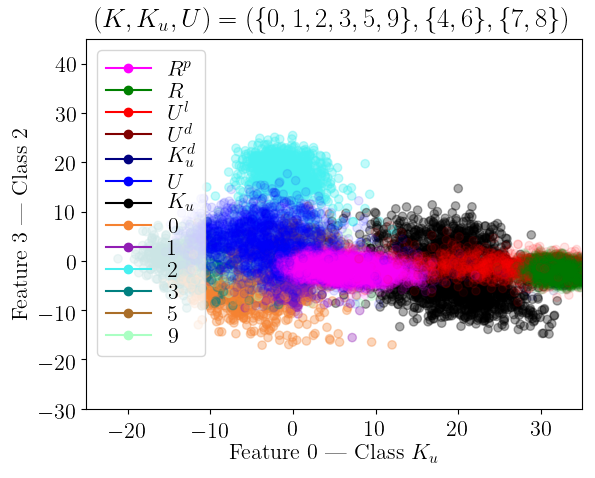 (K, K_u, U) = ({0, 1, 2, 3, 5, 9}, {4, 6}, {7, 8})
40
30
20
10
0
−10
−20
−30
Feature 3 — Class 2
R^p
R
U^l
U^d
K_u^d
U
K_u
0
1
2
3
5
9
−20
−10
0
10
20
30
Feature 0 — Class K_u